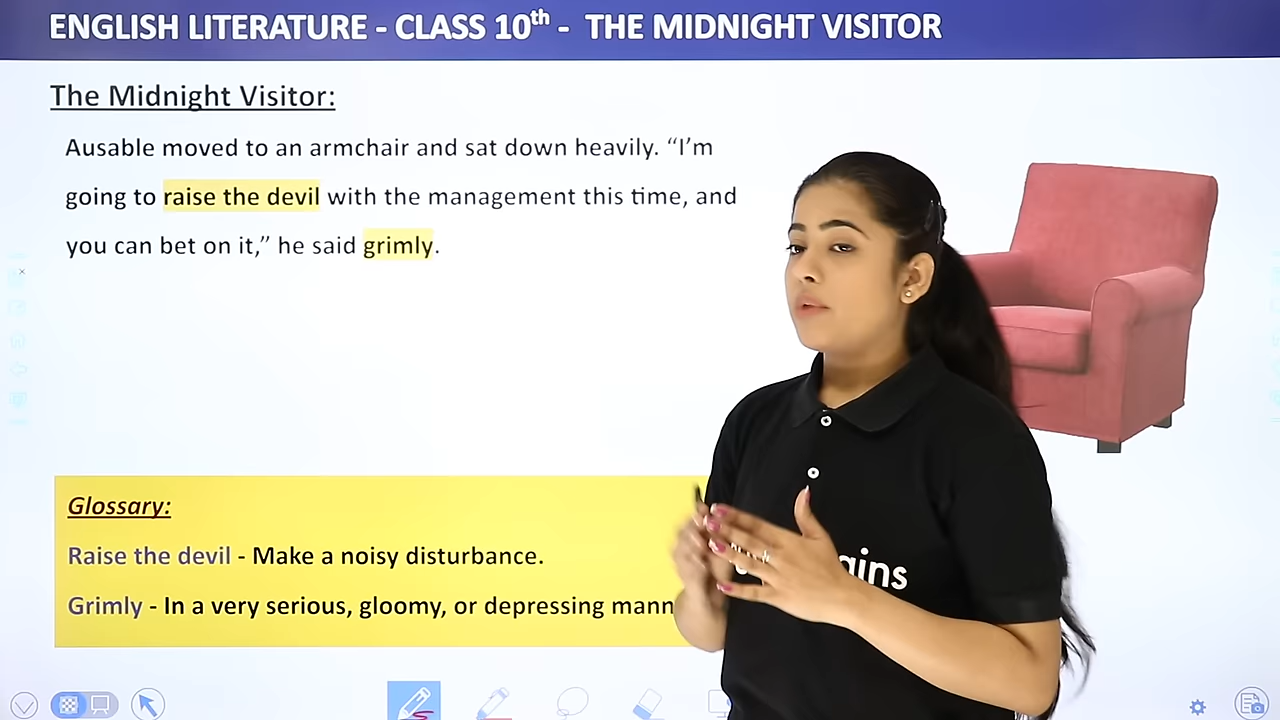 ENGLISH LITERATURE - CLASS 10th - THE MIDNIGHT VISITOR
The Midnight Visitor:
Ausable moved to an armchair and sat down heavily. “I’m
going to raise the devil with the management this time, and
you can bet on it,” he said grimly.
Glossary:
Raise the devil - Make a noisy disturbance.
Grimly - In a very serious, gloomy, or depressing mann